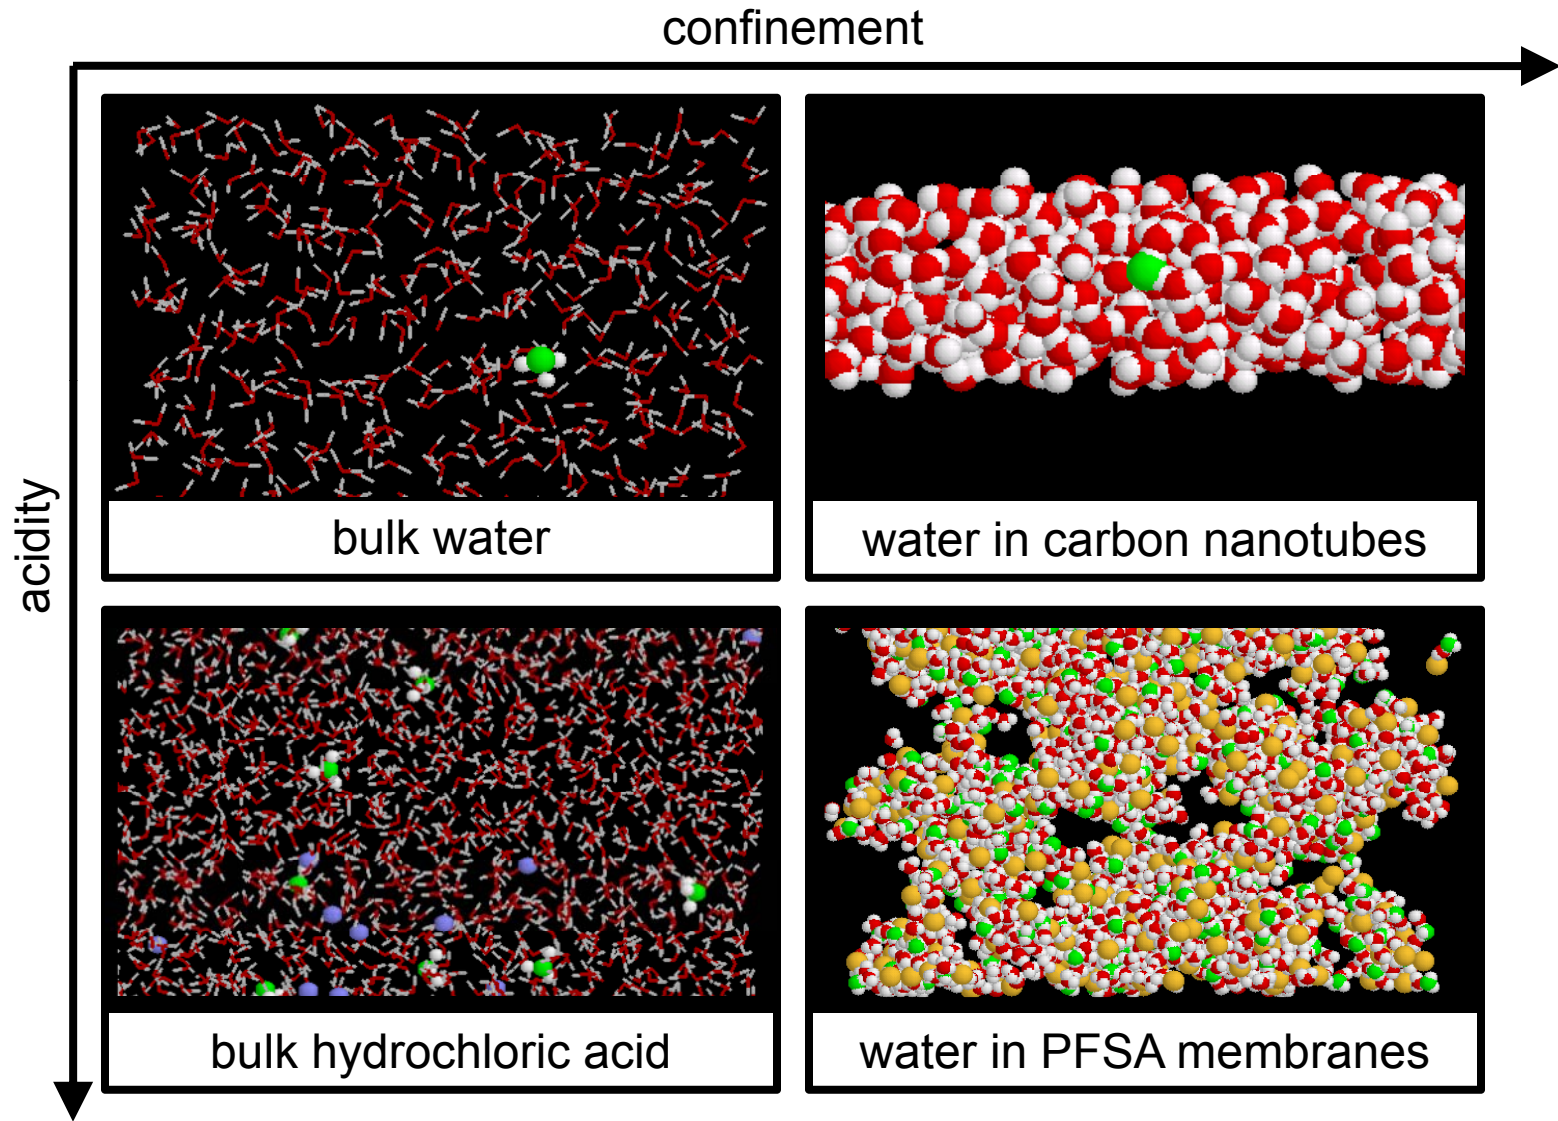 confinement
acidity
bulk water
water in carbon nanotubes
bulk hydrochloric acid
water in PFSA membranes